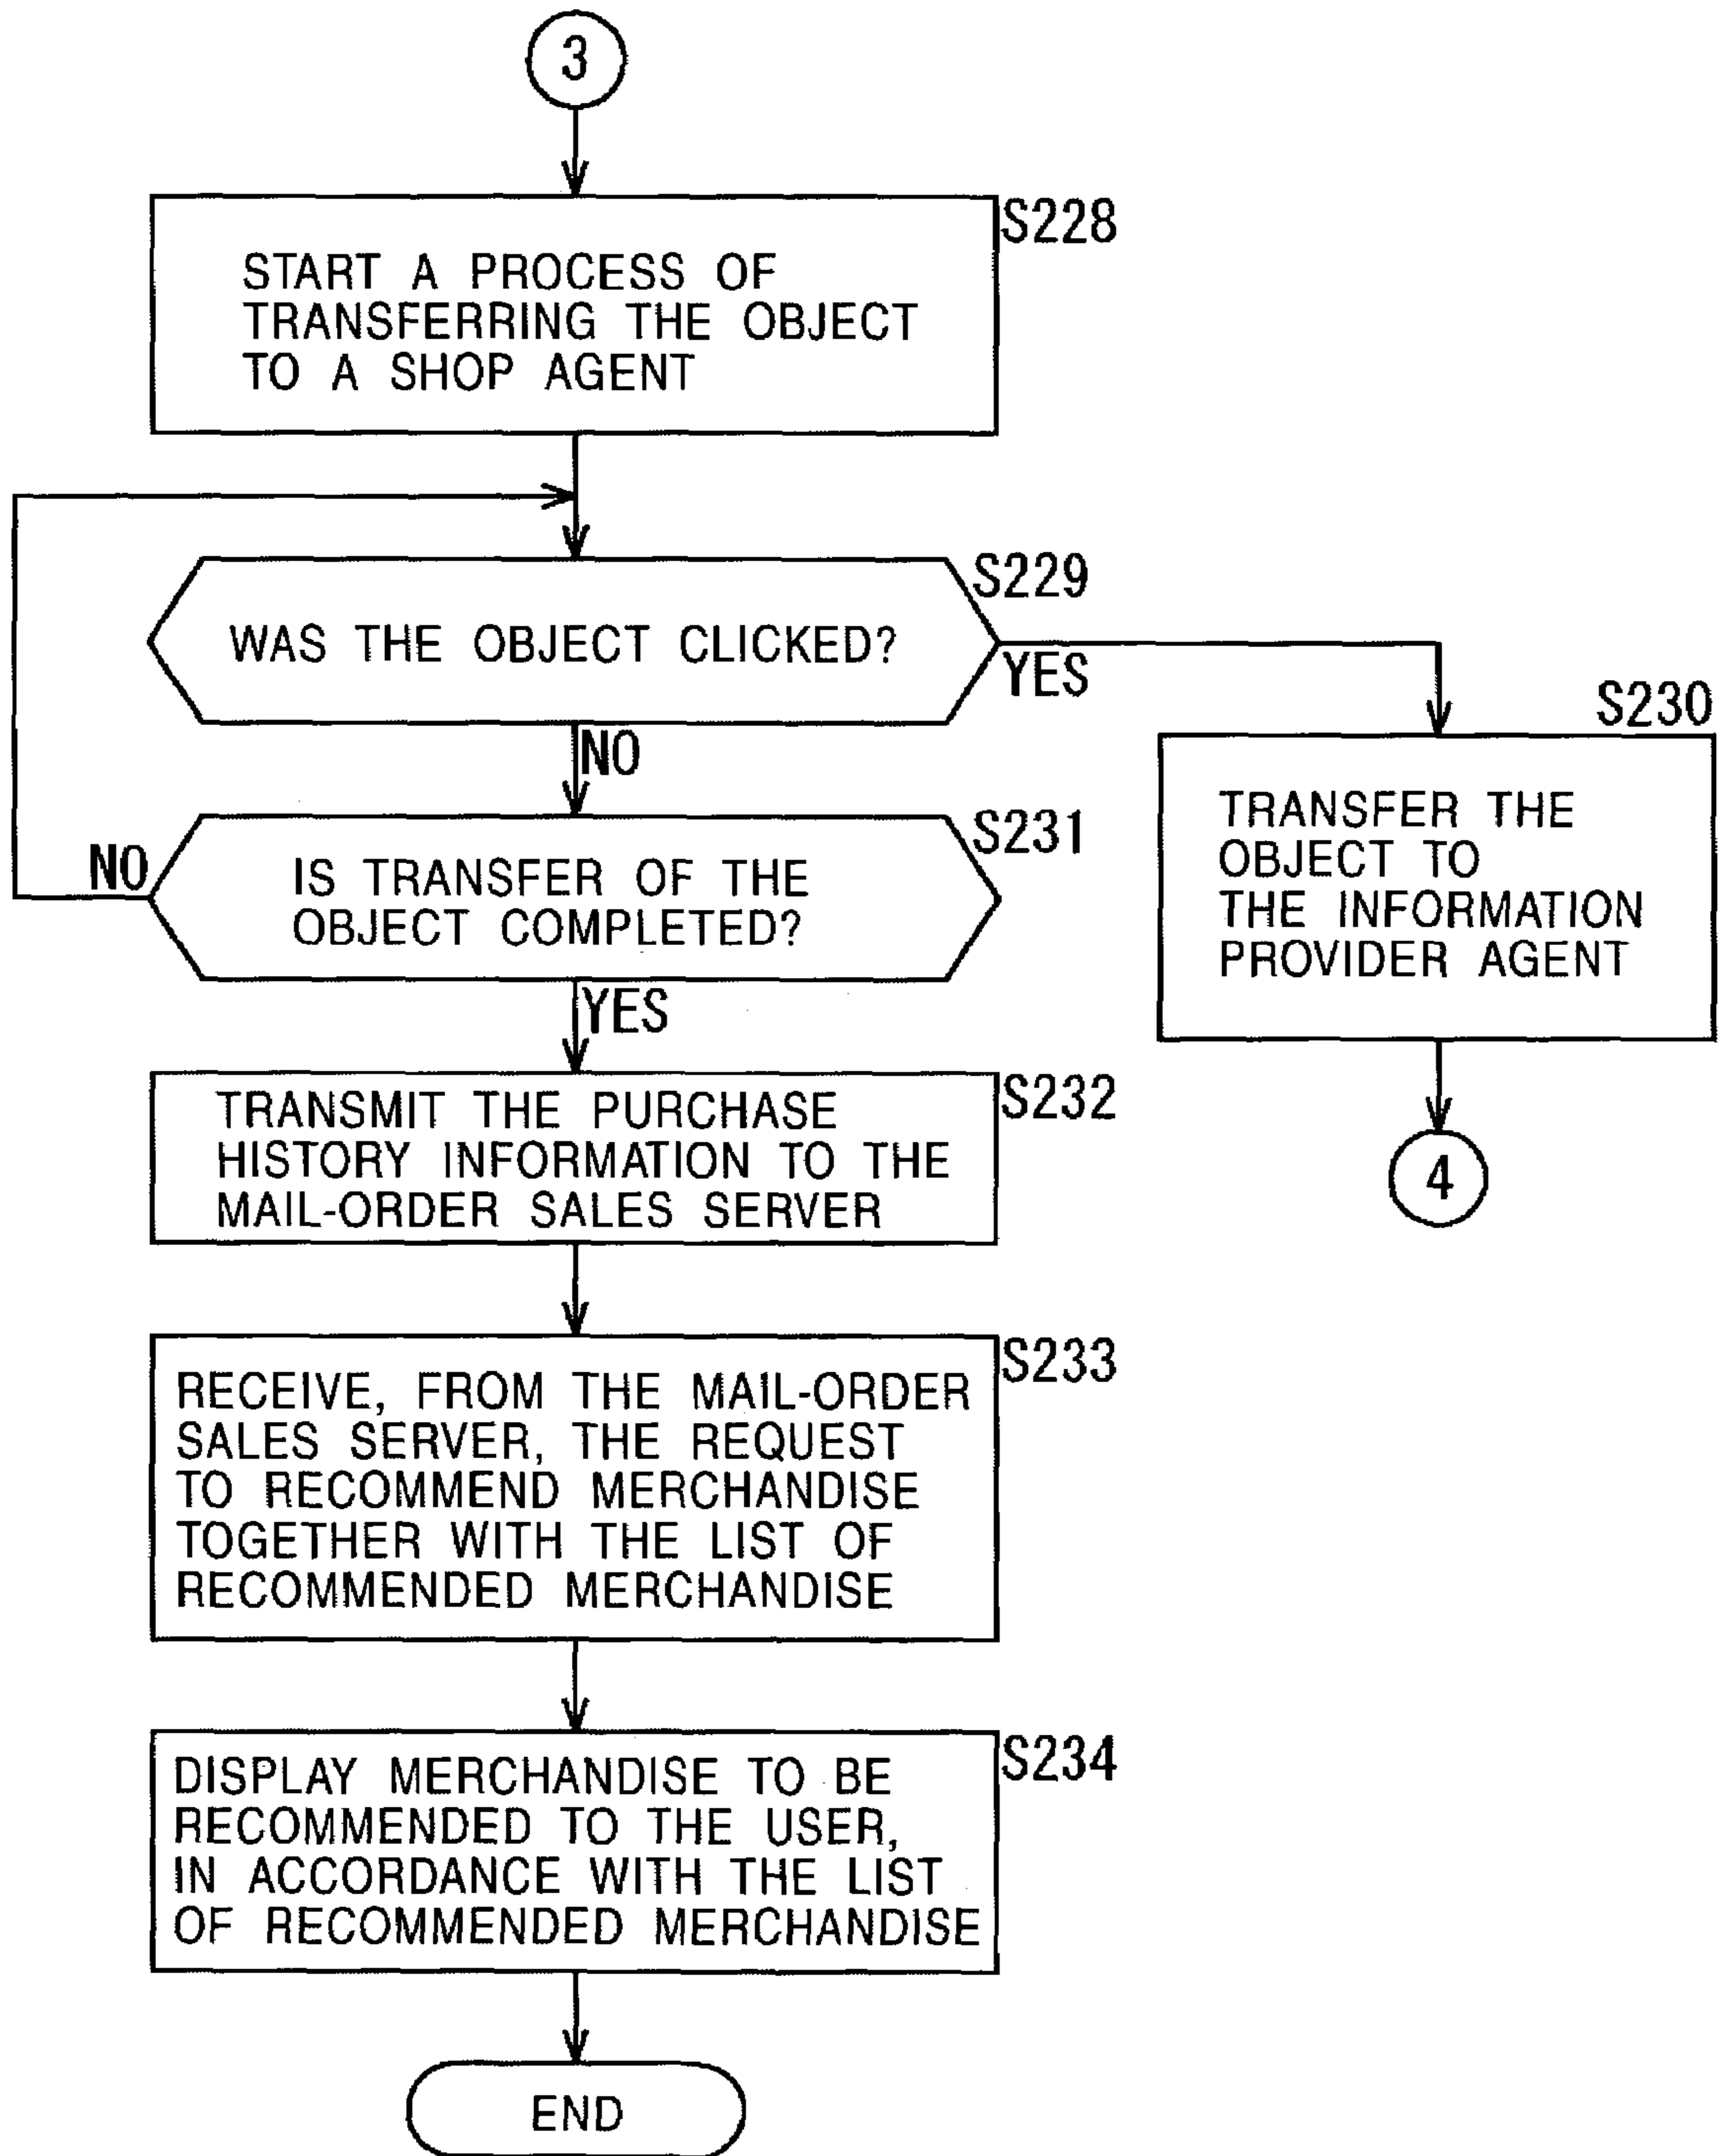 3
S228
START A PROCESS OF
TRANSFERRING THE OBJECT
TO A SHOP AGENT
S229
WAS THE OBJECT CLICKED?
YES
NO
S230
TRANSFER THE
OBJECT TO
THE INFORMATION
PROVIDER AGENT
4
S231
IS TRANSFER OF THE
OBJECT COMPLETED?
NO
YES
S232
TRANSMIT THE PURCHASE
HISTORY INFORMATION TO THE
MAIL-ORDER SALES SERVER
S233
RECEIVE, FROM THE MAIL-ORDER
SALES SERVER, THE REQUEST
TO RECOMMEND MERCHANDISE
TOGETHER WITH THE LIST OF
RECOMMENDED MERCHANDISE
S234
DISPLAY MERCHANDISE TO BE
RECOMMENDED TO THE USER,
IN ACCORDANCE WITH THE LIST
OF RECOMMENDED MERCHANDISE
END